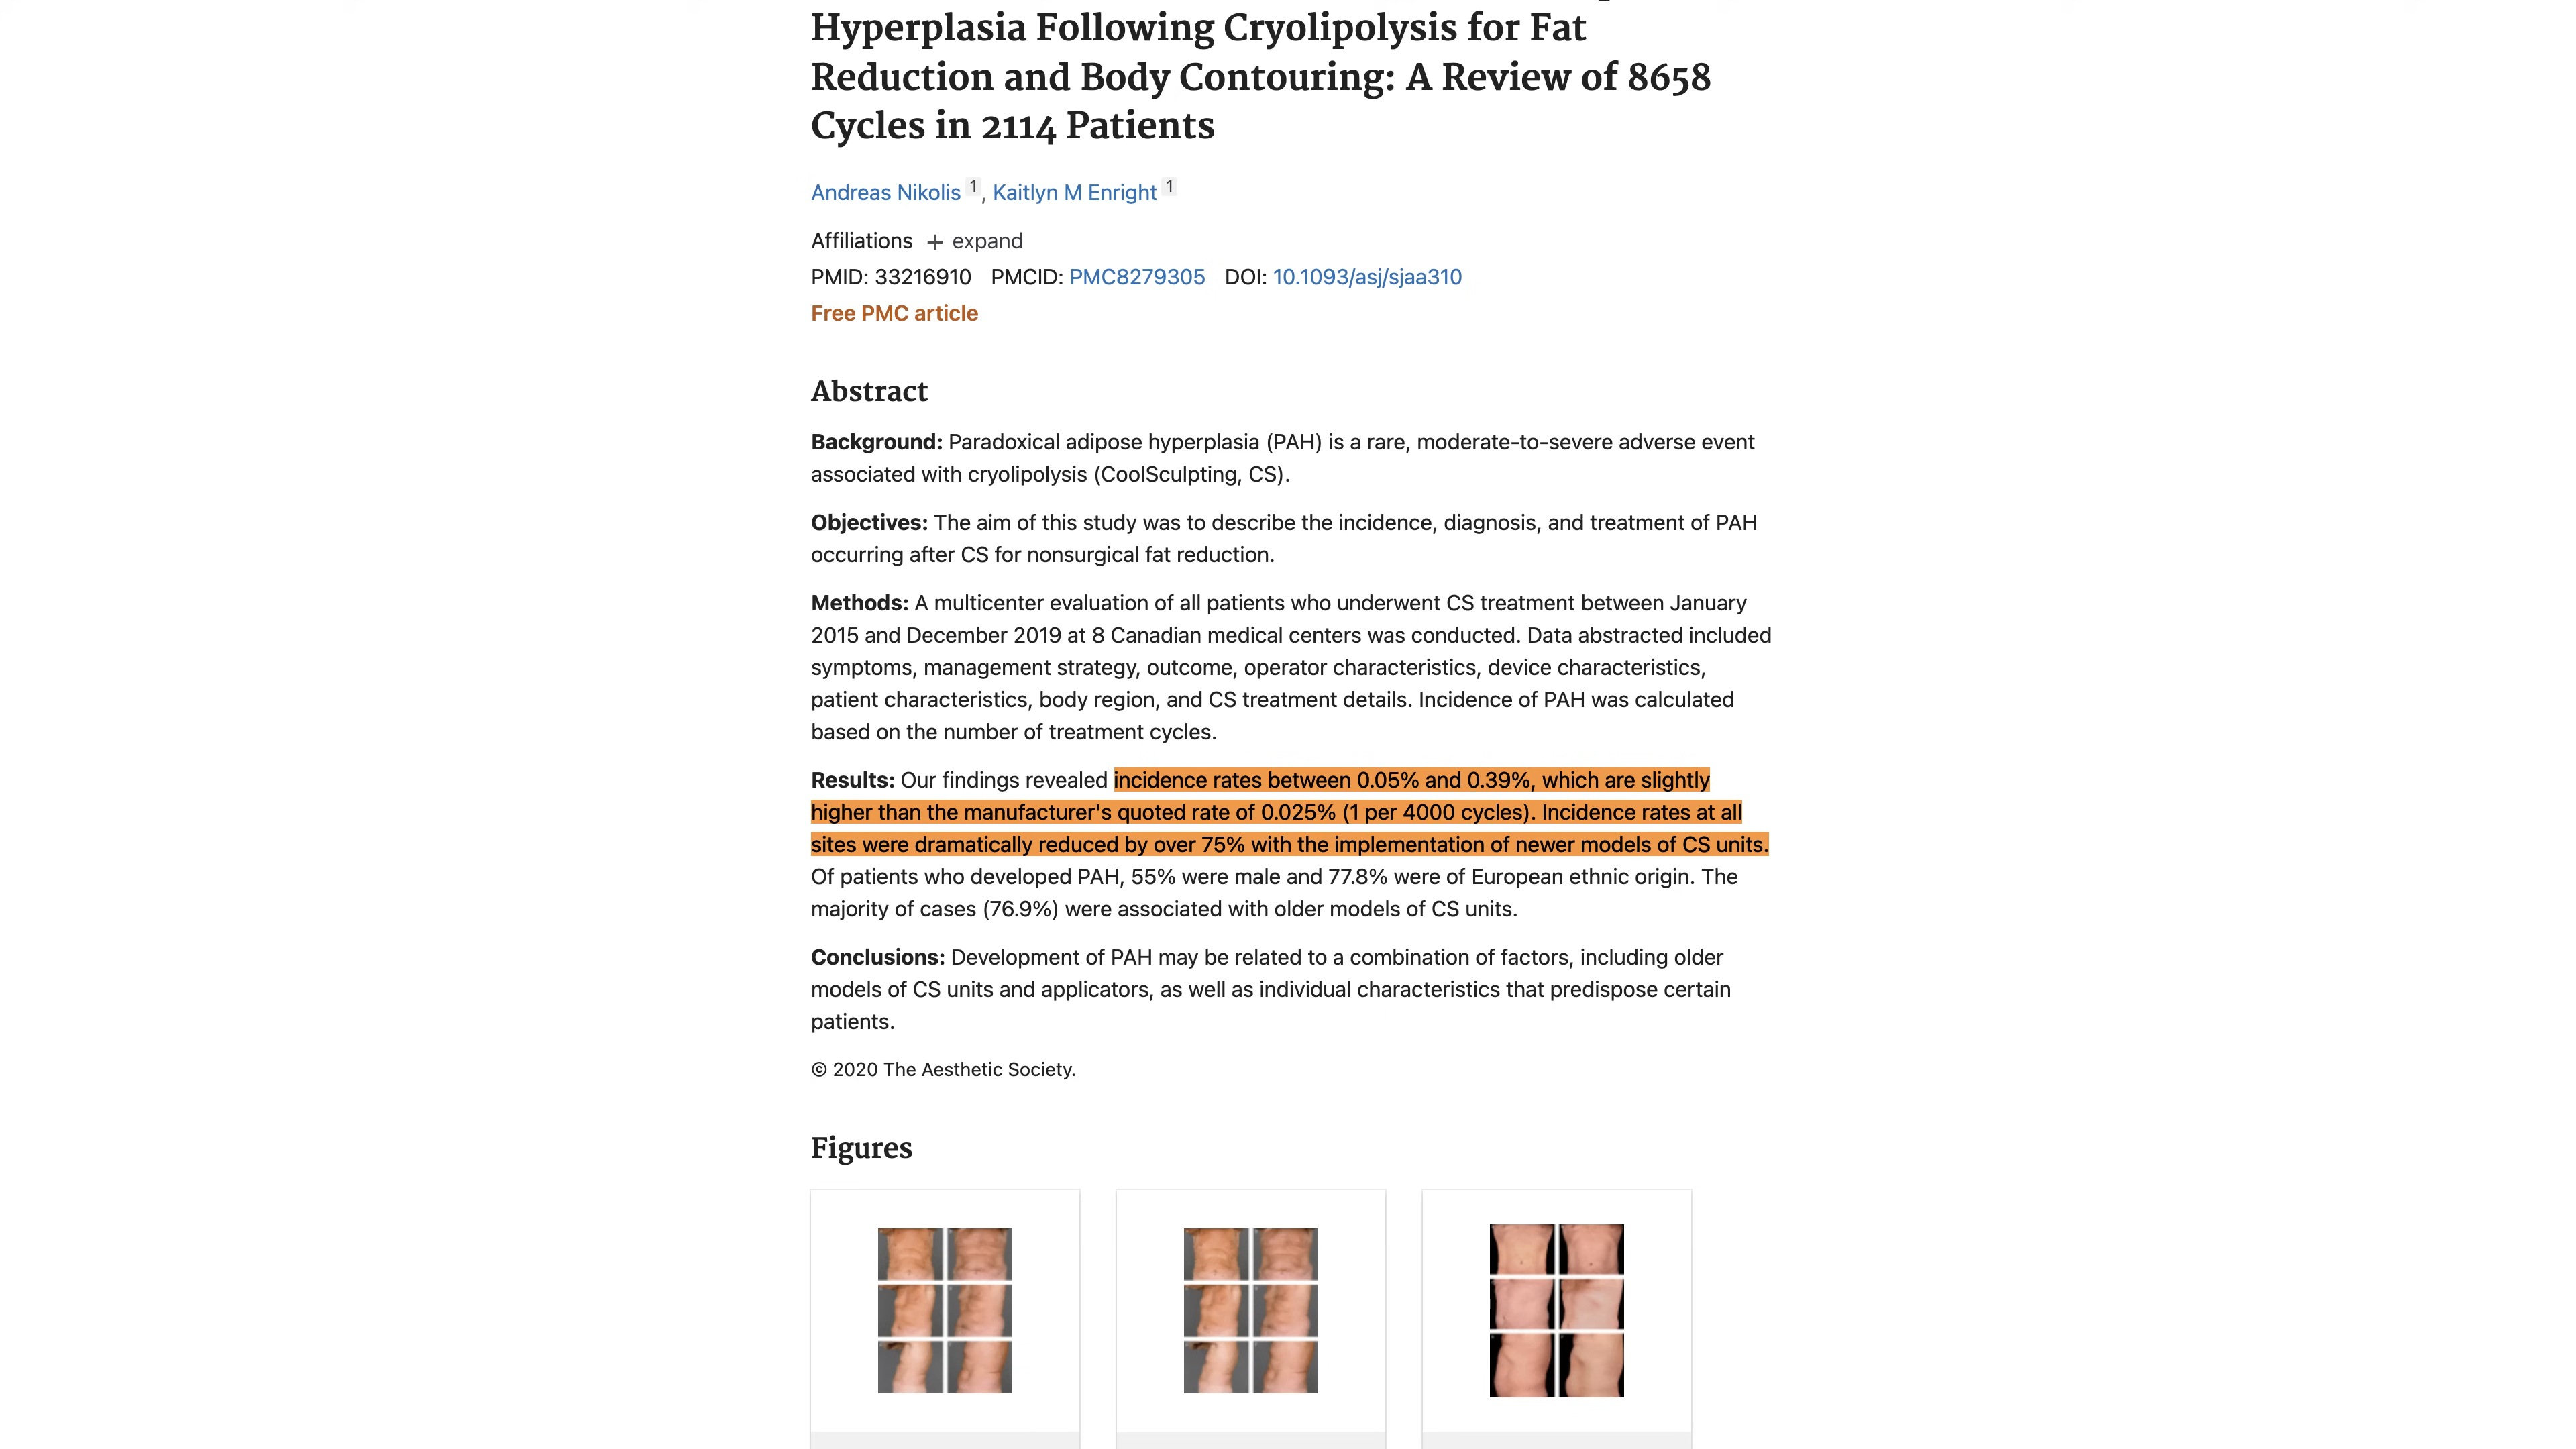 Hyperplasia Following Cryolipolysis for Fat
Reduction and Body Contouring: A Review of 8658
Cycles in 2114 Patients
Andreas Nikolis 1 , Kaitlyn M Enright 1
Affiliations + expand
PMID: 33216910 PMCID: PMC8279305 DOI: 10.1093/asj/sjaa310
Free PMC article
Abstract
Background: Paradoxical adipose hyperplasia (PAH) is a rare, moderate-to-severe adverse event
associated with cryolipolysis (CoolSculpting, CS).
Objectives: The aim of this study was to describe the incidence, diagnosis, and treatment of PAH
occurring after CS for nonsurgical fat reduction.
Methods: A multicenter evaluation of all patients who underwent CS treatment between January
2015 and December 2019 at 8 Canadian medical centers was conducted. Data abstracted included
symptoms, management strategy, outcome, operator characteristics, device characteristics,
patient characteristics, body region, and CS treatment details. Incidence of PAH was calculated
based on the number of treatment cycles.
Results: Our findings revealed incidence rates between 0.05% and 0.39%, which are slightly
higher than the manufacturer's quoted rate of 0.025% (1 per 4000 cycles). Incidence rates at all
sites were dramatically reduced by over 75% with the implementation of newer models of CS units.
Of patients who developed PAH, 55% were male and 77.8% were of European ethnic origin. The
majority of cases (76.9%) were associated with older models of CS units.
Conclusions: Development of PAH may be related to a combination of factors, including older
models of CS units and applicators, as well as individual characteristics that predispose certain
patients.
© 2020 The Aesthetic Society.
Figures